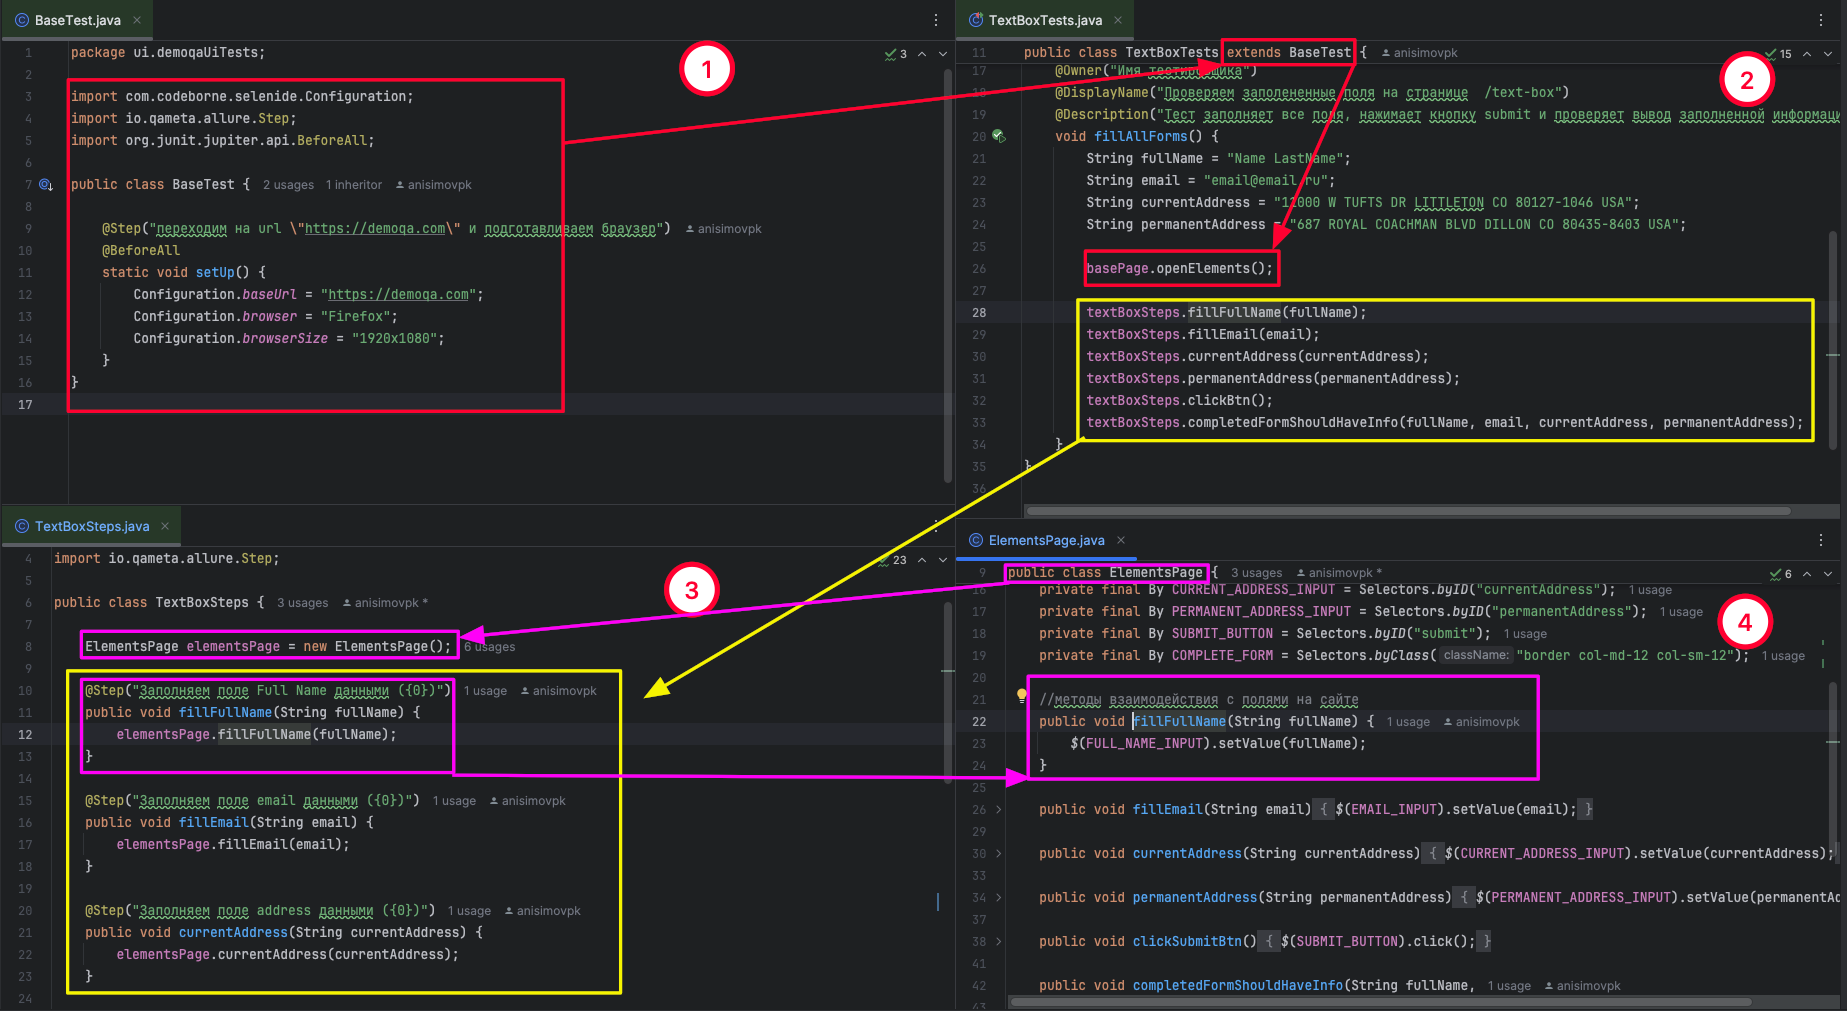 BaseTest.java
1 package ui.demoqaUiTests;
3
2
3 import com.codeborne.selenide.Configuration;
4 import io.qameta.allure.Step;
5 import org.junit.jupiter.api.BeforeAll;
6
7 public class BaseTest { 2 usages 1 inheritor anisimovpk
8
9 @Step("переходим на url \"https://demoqa.com\" и подготавливаем браузер") anisimovpk
10 @BeforeAll
11 static void setUp() {
12 Configuration.baseUrl = "https://demoqa.com";
13 Configuration.browser = "Firefox";
14 Configuration.browserSize = "1920x1080";
15 }
16 }
17
1
TextBoxTests.java
11 public class TextBoxTests extends BaseTest { anisimovpk
15
17 @Owner("Имя тестировщика")
18 @DisplayName("Проверяем заполененные поля на странице /text-box")
19 @Description("Тест заполняет все поля, нажимает кнопку submit и проверяет вывод заполненной информаци
20 void fillAllForms() {
21 String fullName = "Name LastName";
22 String email = "email@email.ru";
23 String currentAddress = "11000 W TUFTS DR LITTLETON CO 80127-1046 USA";
24 String permanentAddress = "687 ROYAL COACHMAN BLVD DILLON CO 80435-8403 USA";
25
26 basePage.openElements();
27
28 textBoxSteps.fillFullName(fullName);
29 textBoxSteps.fillEmail(email);
30 textBoxSteps.currentAddress(currentAddress);
31 textBoxSteps.permanentAddress(permanentAddress);
32 textBoxSteps.clickBtn();
33 textBoxSteps.completedFormShouldHaveInfo(fullName, email, currentAddress, permanentAddress);
34 }
35 }
36
2
TextBoxSteps.java
4 import io.qameta.allure.Step;
23
5
6 public class TextBoxSteps { 3 usages anisimovpk *
7
8 ElementsPage elementsPage = new ElementsPage(); 6 usages
9
10 @Step("Заполняем поле Full Name данными ({0})") 1 usage anisimovpk
11 public void fillFullName(String fullName) {
12 elementsPage.fillFullName(fullName);
13 }
14
15 @Step("Заполняем поле email данными ({0})") 1 usage anisimovpk
16 public void fillEmail(String email) {
17 elementsPage.fillEmail(email);
18 }
19
20 @Step("Заполняем поле address данными ({0})") 1 usage anisimovpk
21 public void currentAddress(String currentAddress) {
22 elementsPage.currentAddress(currentAddress);
23 }
24
3
ElementsPage.java
9 public class ElementsPage { 3 usages anisimovpk *
6
16 private final By CURRENT_ADDRESS_INPUT = Selectors.byID("currentAddress"); 1 usage
17 private final By PERMANENT_ADDRESS_INPUT = Selectors.byID("permanentAddress"); 1 usage
18 private final By SUBMIT_BUTTON = Selectors.byID("submit"); 1 usage
19 private final By COMPLETE_FORM = Selectors.byClass( className: "border col-md-12 col-sm-12"); 1 usage
20
21 //методы взаимодействия с полями на сайте
22 public void fillFullName(String fullName) { 1 usage anisimovpk
23 $(FULL_NAME_INPUT).setValue(fullName);
24 }
25
26 public void fillEmail(String email) { $(EMAIL_INPUT).setValue(email); }
29
30 public void currentAddress(String currentAddress) { $(CURRENT_ADDRESS_INPUT).setValue(currentAddress);
33
34 public void permanentAddress(String permanentAddress) { $(PERMANENT_ADDRESS_INPUT).setValue(permanentAd
37
38 public void clickSubmitBtn() { $(SUBMIT_BUTTON).click(); }
41
42 public void completedFormShouldHaveInfo(String fullName, 1 usage anisimovpk
43
4